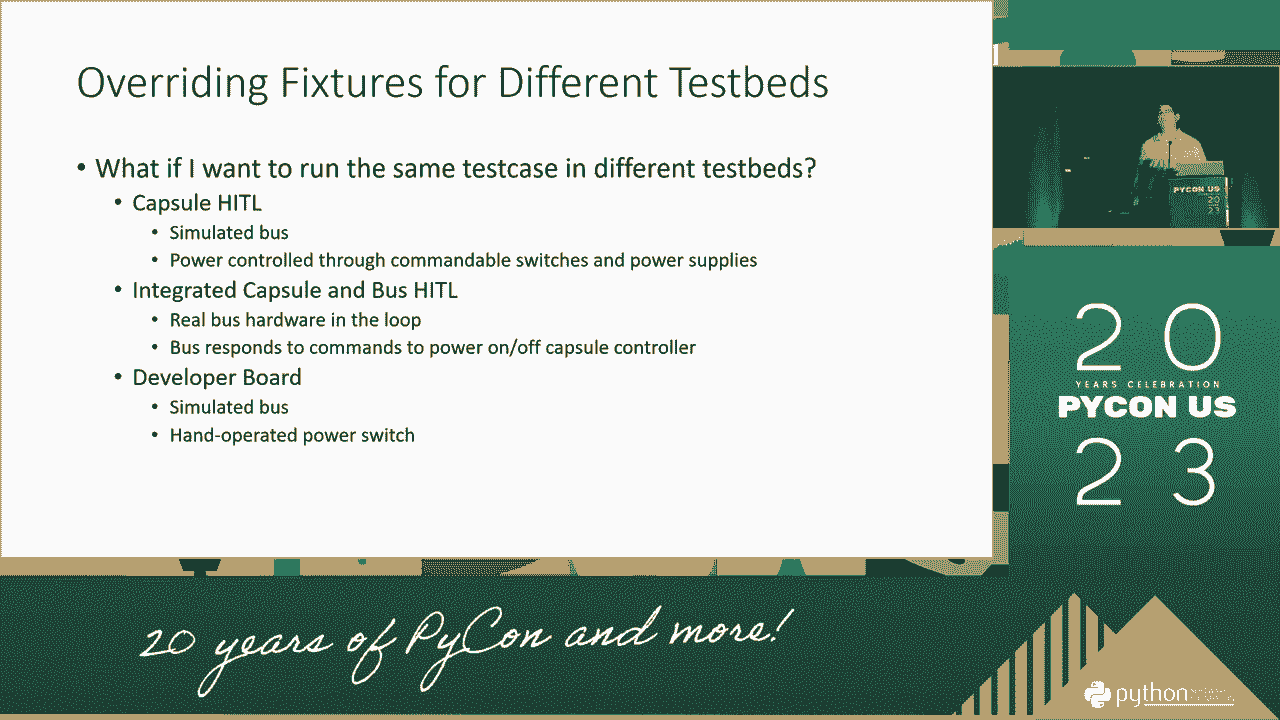 Overriding Fixtures for Different Testbeds
• What if I want to run the same testcase in different testbeds?
• Capsule HITL
• Simulated bus
• Power controlled through commandable switches and power supplies
• Integrated Capsule and Bus HITL
• Real bus hardware in the loop
• Bus responds to commands to power on/off capsule controller
• Developer Board
• Simulated bus
• Hand-operated power switch
PYCON US
20
23
20
YEARS CELEBRATION
PYCON US
23
20 years of PyCon and more!
python